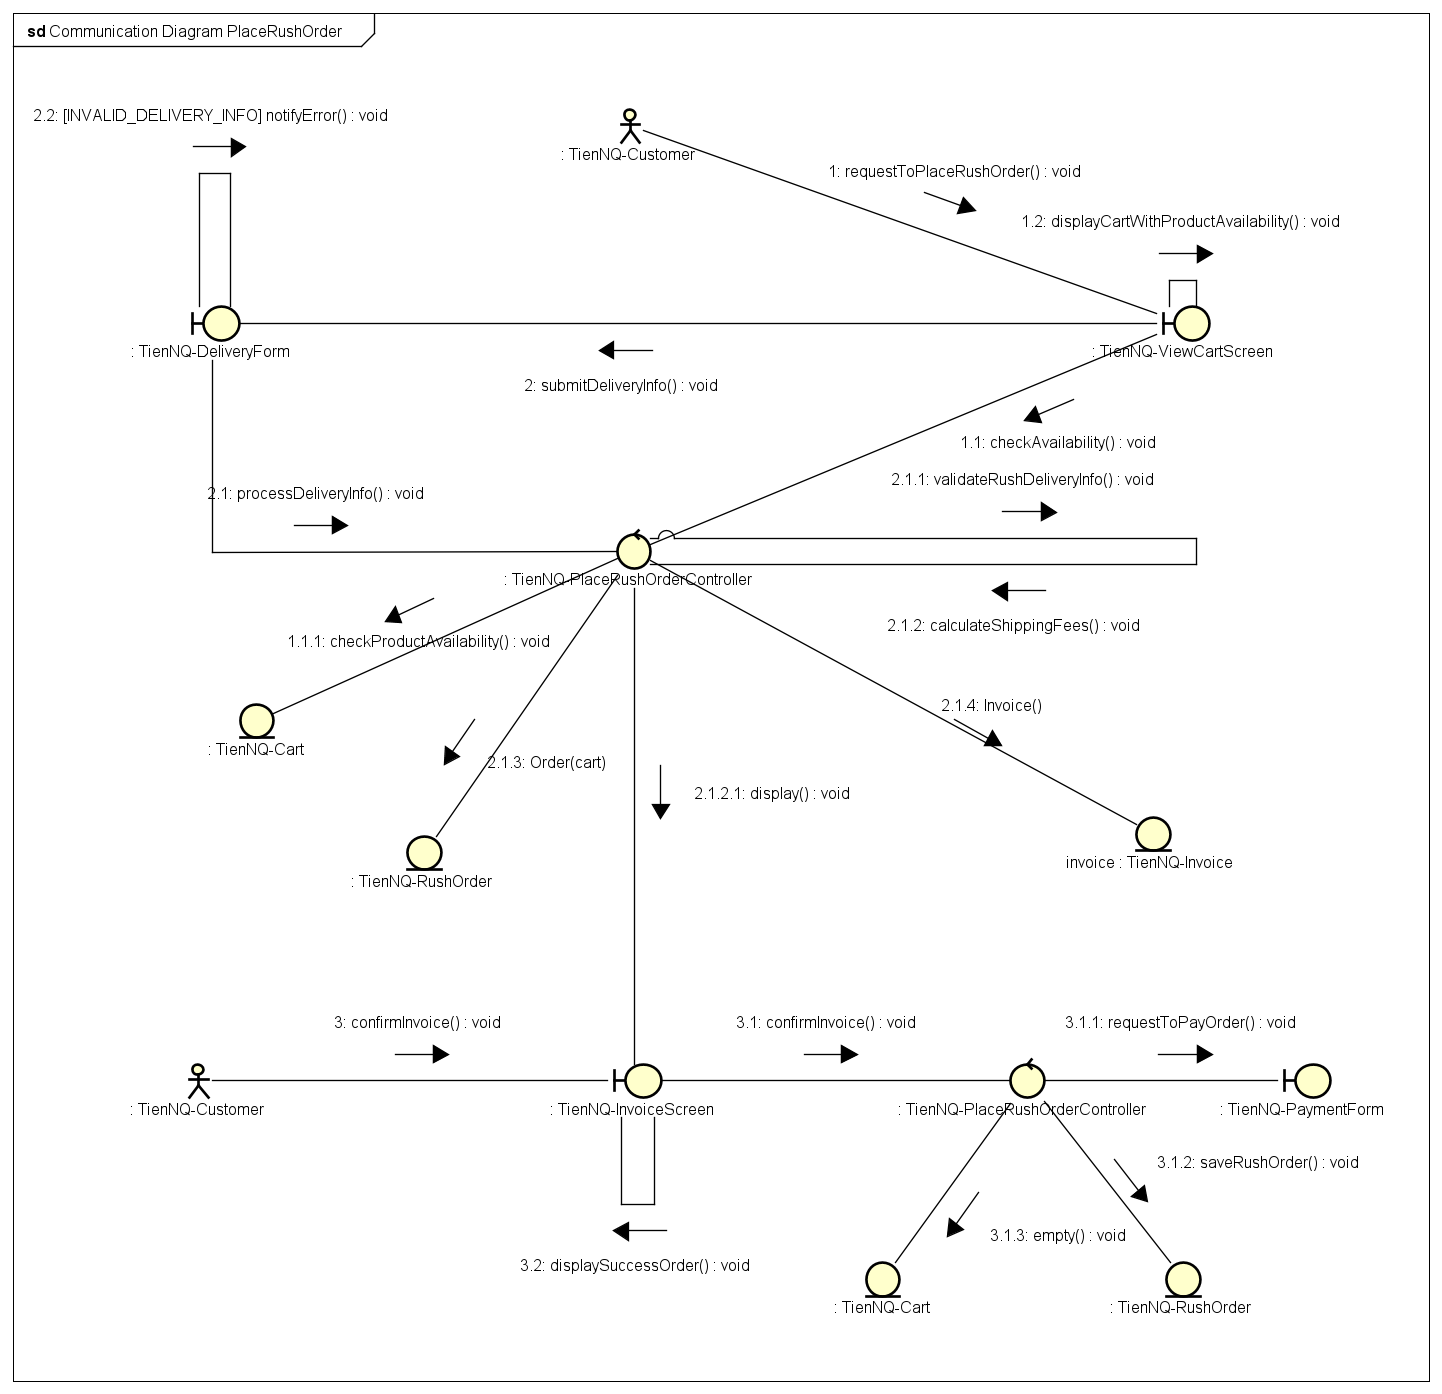 sd Communication Diagram PlaceRushOrder
2.2: [INVALID_DELIVERY_INFO] notifyError() : void
: TienNQ-Customer
1: requestToPlaceRushOrder() : void
1.2: displayCartWithProductAvailability() : void
: TienNQ-DeliveryForm
: TienNQ-ViewCartScreen
2: submitDeliveryInfo() : void
1.1: checkAvailability() : void
2.1.1: validateRushDeliveryInfo() : void
2.1: processDeliveryInfo() : void
: TienNQ-PlaceRushOrderController
2.1.2: calculateShippingFees() : void
1.1.1: checkProductAvailability() : void
2.1.4: Invoice()
: TienNQ-Cart
2.1.3: Order(cart)
2.1.2.1: display() : void
invoice : TienNQ-Invoice
: TienNQ-RushOrder
3: confirmInvoice() : void
3.1: confirmInvoice() : void
3.1.1: requestToPayOrder() : void
: TienNQ-Customer
: TienNQ-InvoiceScreen
: TienNQ-PlaceRushOrderController
: TienNQ-PaymentForm
3.1.2: saveRushOrder() : void
3.1.3: empty() : void
3.2: displaySuccessOrder() : void
: TienNQ-Cart
: TienNQ-RushOrder